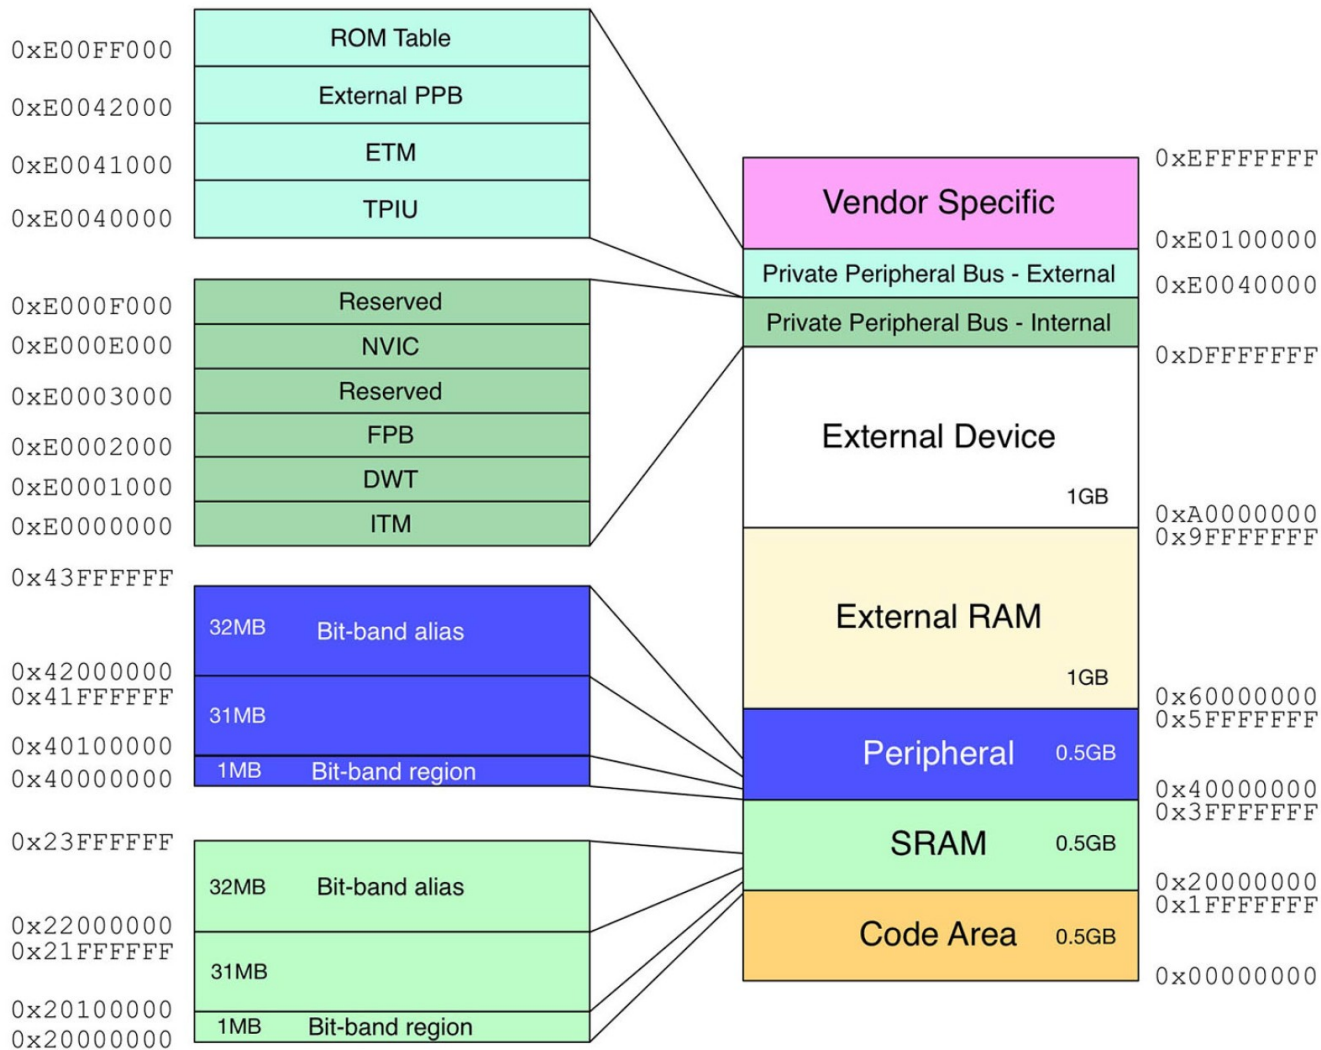 0xE00FF000
ROM Table
0xE0042000
External PPB
0xE0041000
ETM
0xE0040000
TPIU
0xE000F000
Reserved
0xE000E000
NVIC
0xE0003000
Reserved
0xE0002000
FPB
0xE0001000
DWT
0xE0000000
ITM
0x43FFFFFF
32MB Bit-band alias
0x42000000
0x41FFFFFF
31MB
0x40100000
0x40000000
1MB Bit-band region
0x23FFFFFF
32MB Bit-band alias
0x22000000
0x21FFFFFF
31MB
0x20100000
0x20000000
1MB Bit-band region
0xEFFFFFFF
Vendor Specific
0xE0100000
Private Peripheral Bus - External
0xE0040000
Private Peripheral Bus - Internal
0xDFFFFFFF
External Device
1GB
0xA0000000
0x9FFFFFFF
External RAM
1GB
0x60000000
0x5FFFFFFF
Peripheral 0.5GB
0x40000000
0x3FFFFFFF
SRAM 0.5GB
0x20000000
0x1FFFFFFF
Code Area 0.5GB
0x00000000